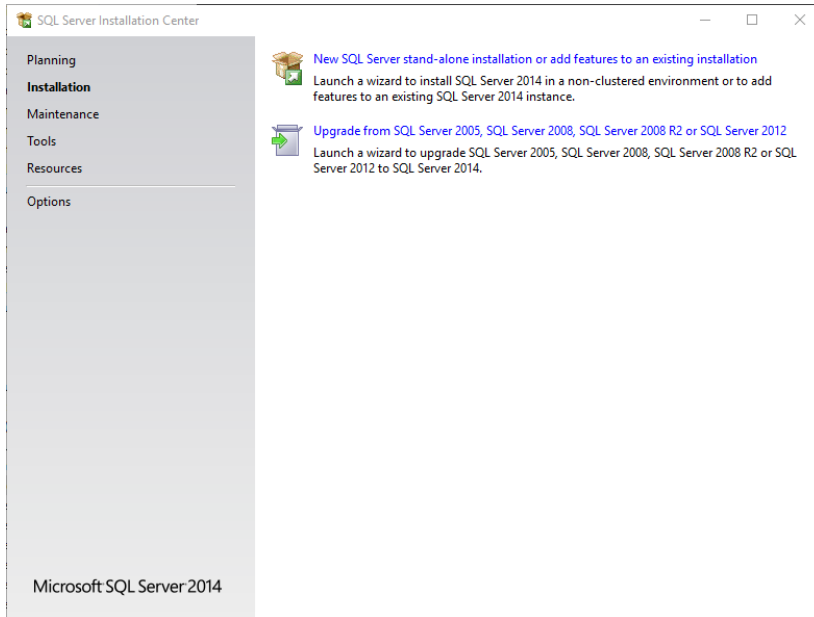 SQL Server Installation Center
Planning
Installation
Maintenance
Tools
Resources
Options
New SQL Server stand-alone installation or add features to an existing installation
Launch a wizard to install SQL Server 2014 in a non-clustered environment or to add
features to an existing SQL Server 2014 instance.
Upgrade from SQL Server 2005, SQL Server 2008, SQL Server 2008 R2 or SQL Server 2012
Launch a wizard to upgrade SQL Server 2005, SQL Server 2008, SQL Server 2008 R2 or SQL
Server 2012 to SQL Server 2014.
Microsoft SQL Server 2014